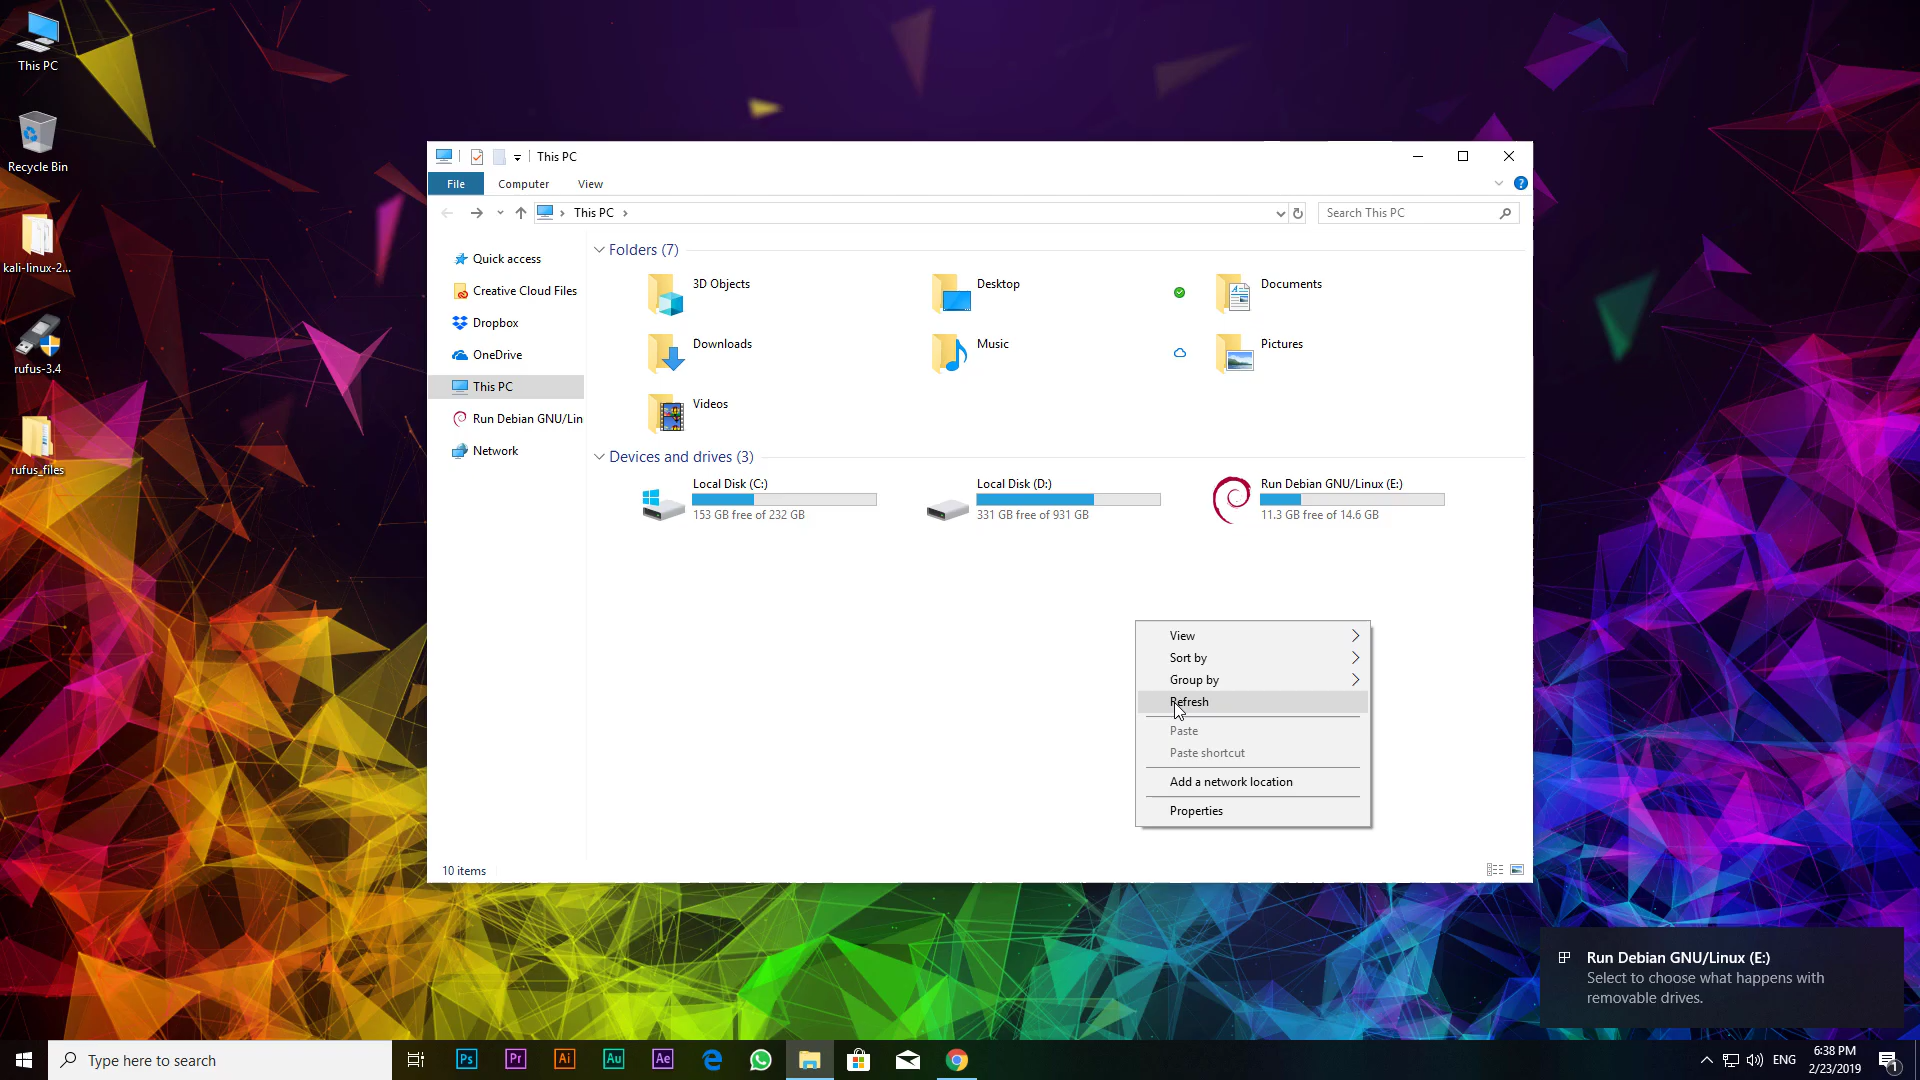 This PC
Recycle Bin
kali-linux-2...
rufus-3.4
rufus_files
This PC
File
Computer
View
This PC
Search This PC
Quick access
Creative Cloud Files
Dropbox
OneDrive
This PC
Run Debian GNU/Lin
Network
Folders (7)
3D Objects
Desktop
Documents
Downloads
Music
Pictures
Videos
Devices and drives (3)
Local Disk (C:)
153 GB free of 232 GB
Local Disk (D:)
331 GB free of 931 GB
Run Debian GNU/Linux (E:)
11.3 GB free of 14.6 GB
View
Sort by
Group by
Refresh
Paste
Paste shortcut
Add a network location
Properties
10 items
Run Debian GNU/Linux (E:)
Select to choose what happens with
removable drives.
Type here to search
Ps
Pr
Ai
Au
Ae
ENG
6:38 PM
2/23/2019
1